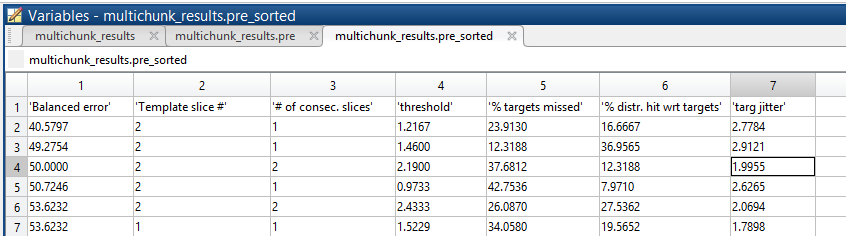 Variables - multichunk_results.pre_sorted
multichunk_results multichunk_results.pre multichunk_results.pre_sorted
multichunk_results.pre_sorted
1 2 3 4 5 6 7
1 'Balanced error' 'Template slice #' '# of consec. slices' 'threshold' '% targets missed' '% distr. hit wrt targets' 'targ jitter'
2 40.5797 2 1 1.2167 23.9130 16.6667 2.7784
3 49.2754 2 1 1.4600 12.3188 36.9565 2.9121
4 50.0000 2 2 2.1900 37.6812 12.3188 1.9955
5 50.7246 2 1 0.9733 42.7536 7.9710 2.6265
6 53.6232 2 2 2.4333 26.0870 27.5362 2.0694
7 53.6232 1 1 1.5229 34.0580 19.5652 1.7898